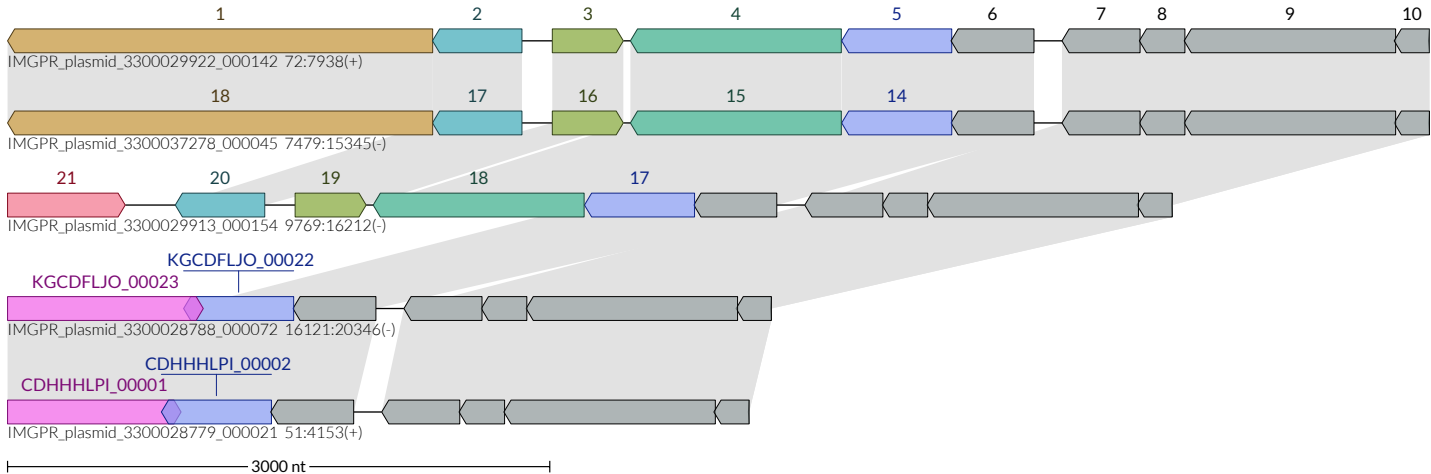 1 2 3 4 5 6 7 8 9 10
IMGPR_plasmid_3300029922_000142 72:7938(+)
18 17 16 15 14
IMGPR_plasmid_3300037278_000045 7479:15345(-)
21 20 19 18 17
IMGPR_plasmid_3300029913_000154 9769:16212(-)
KGCDFLJO_00022
KGCDFLJO_00023
IMGPR_plasmid_3300028788_000072 16121:20346(-)
CDHHHLPI_00002
CDHHHLPI_00001
IMGPR_plasmid_3300028779_000021 51:4153(+)
3000 nt